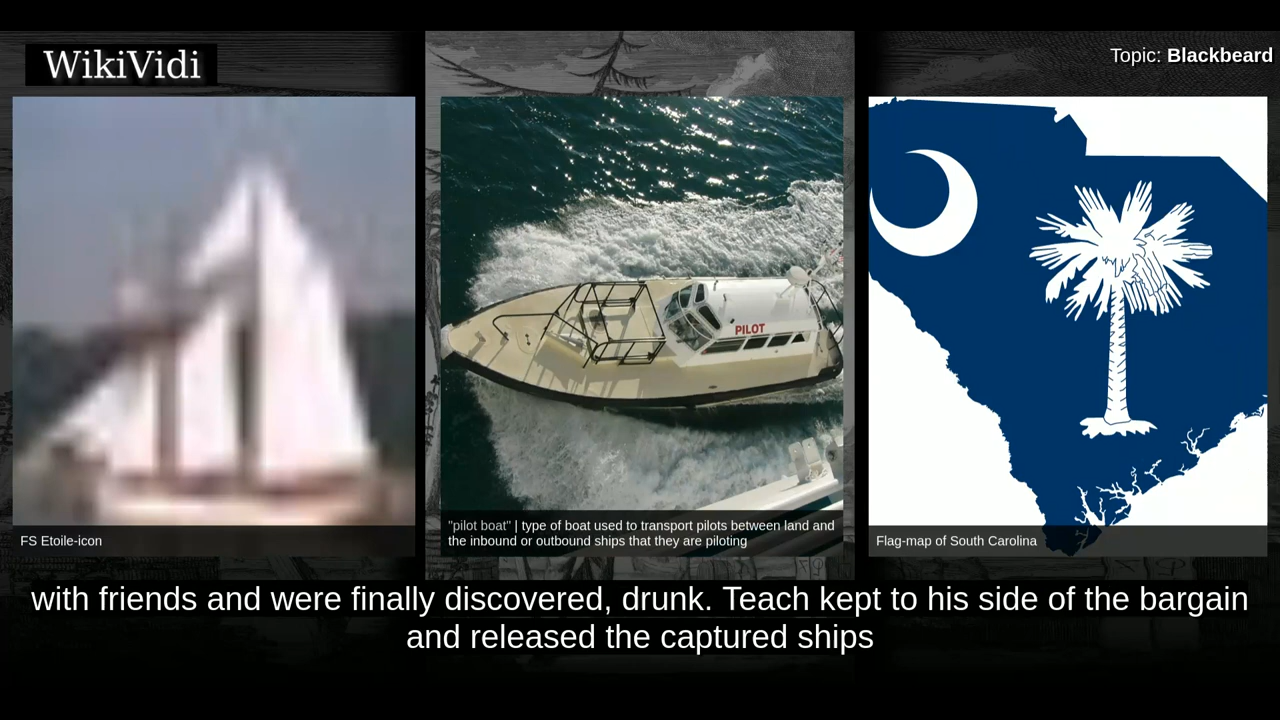 WikiVidi
Topic: Blackbeard
PILOT
FS Etoile-icon
"pilot boat" | type of boat used to transport pilots between land and
the inbound or outbound ships that they are piloting
Flag-map of South Carolina
with friends and were finally discovered, drunk. Teach kept to his side of the bargain
and released the captured ships